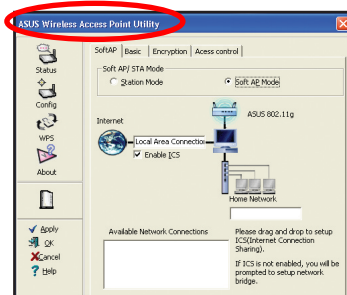 ASUS Wireless Access Point Utility
SoftAP Basic Encryption Acess control
Status
Config
WPS
About
Apply
OK
Cancel
Help
Soft AP/ STA Mode
Station Mode
Soft AP Mode
Internet
ASUS 802.11g
Local Area Connection
Enable ICS
Home Network
Available Network Connections
Please drag and drop to setup
ICS(Internet Connection
Sharing).
If ICS is not enabled, you will be
prompted to setup network
bridge.